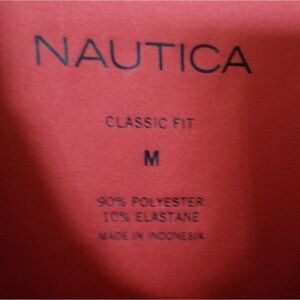 NAUTICA
CLASSIC FIT
M
90% POLYESTER
10% ELASTANE
MADE IN INDONESIA